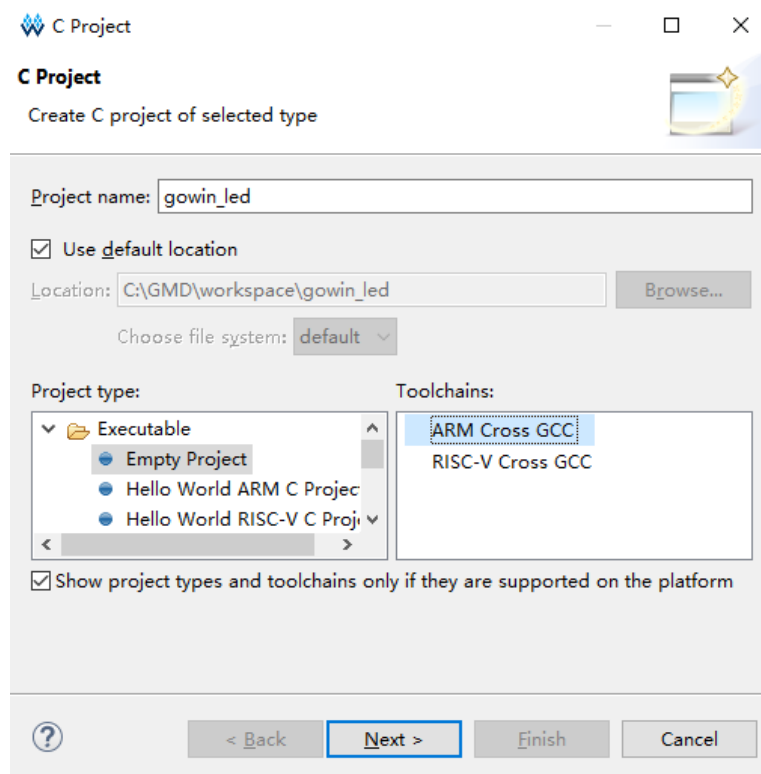 C Project
C Project
Create C project of selected type
Project name: gowin_led
Use default location
Location: C:\GMD\workspace\gowin_led Browse...
Choose file system: default
Project type:
Executable
Empty Project
Hello World ARM C Projec
Hello World RISC-V C Proj
Toolchains:
ARM Cross GCC
RISC-V Cross GCC
Show project types and toolchains only if they are supported on the platform
< Back Next > Finish Cancel